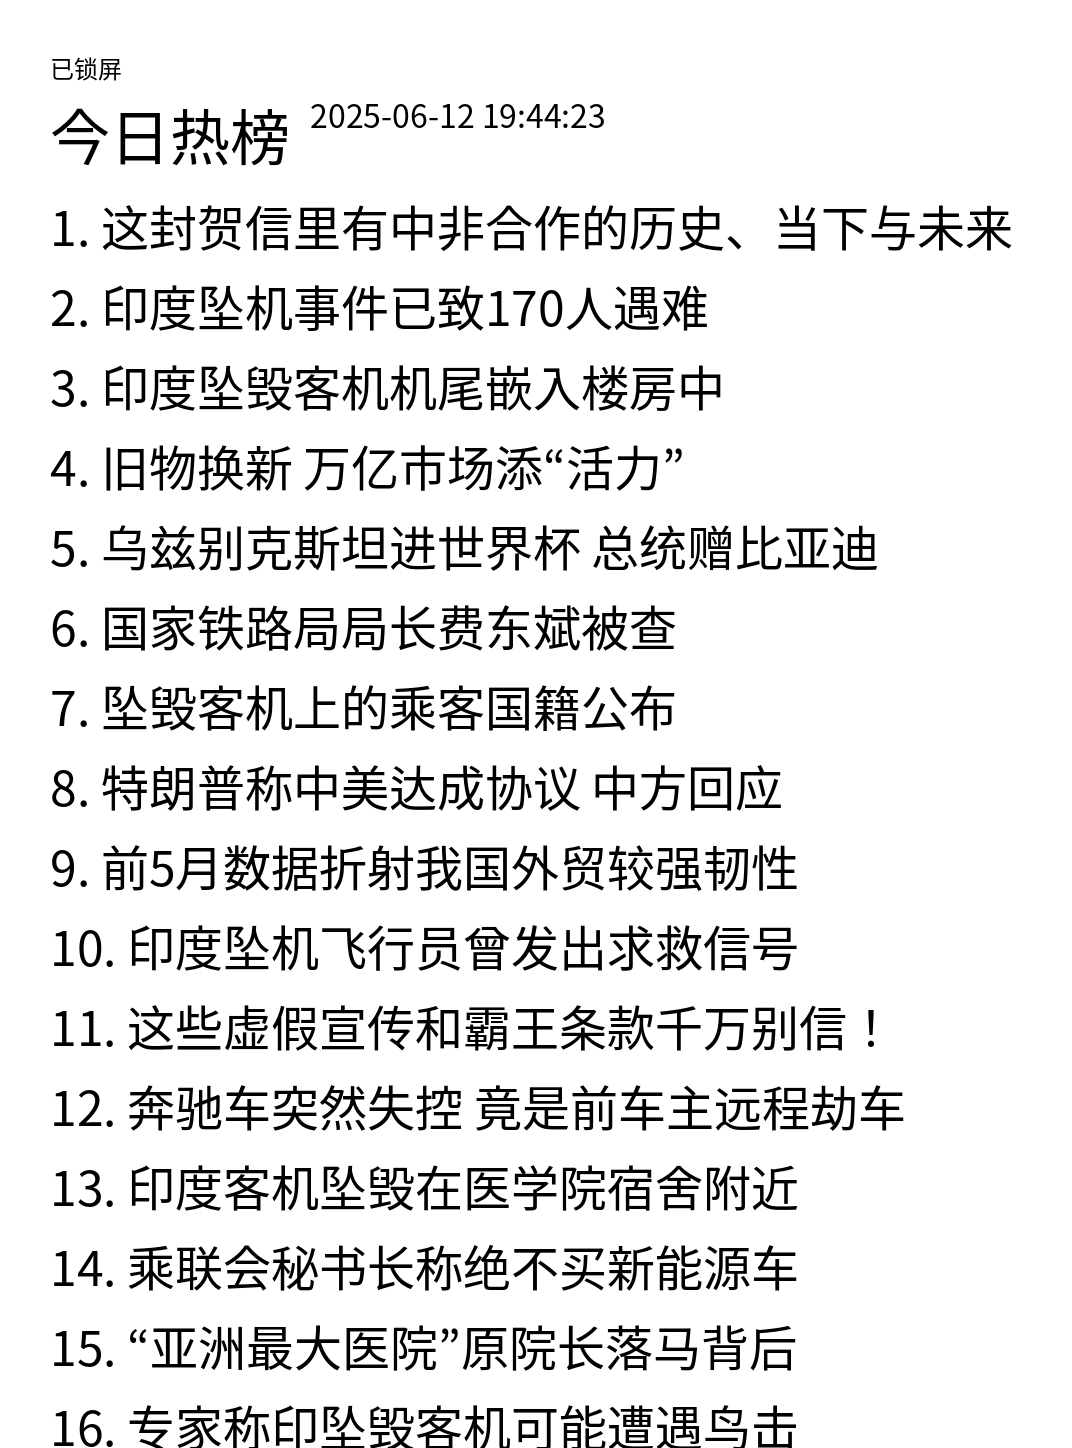 已锁屏
今日热榜 2025-06-12 19:44:23
1. 这封贺信里有中非合作的历史、当下与未来
2. 印度坠机事件已致170人遇难
3. 印度坠毁客机机尾嵌入楼房中
4. 旧物换新 万亿市场添“活力”
5. 乌兹别克斯坦进世界杯 总统赠比亚迪
6. 国家铁路局局长费东斌被查
7. 坠毁客机上的乘客国籍公布
8. 特朗普称中美达成协议 中方回应
9. 前5月数据折射我国外贸较强韧性
10. 印度坠机飞行员曾发出求救信号
11. 这些虚假宣传和霸王条款千万别信！
12. 奔驰车突然失控 竟是前车主远程劫车
13. 印度客机坠毁在医学院宿舍附近
14. 乘联会秘书长称绝不买新能源车
15. “亚洲最大医院”原院长落马背后
16. 专家称印坠毁客机可能遭遇鸟击